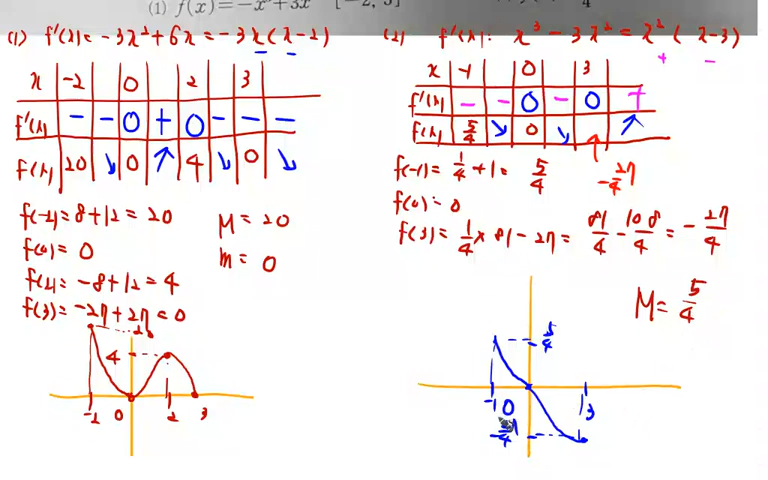 (1) f(x)=-x³+3x² [-2, 3]
(1) f'(x)=-3x²+6x=-3x(x-2)
x -2 0 2 3
f'(x) - - 0 + 0 - - -
f(x) 20 ↘ 0 ↗ 4 ↘ 0 ↘
f(-2)=8+12=20
f(0)=0
f(2)=-8+12=4
f(3)=-27+27=0
M=20
m=0
4
-2 0 2 3
(2) f'(x): x³-3x²=x²(x-3)
+ -
x -1 0 3
f'(x) - - 0 - 0 +
f(x) 5/4 ↘ 0 ↘ ↗
-27/4
f(-1)=1/4+1=5/4
f(0)=0
f(3)=1/4×81-27=81/4-108/4=-27/4
M=5/4
5/4
-1 0 3